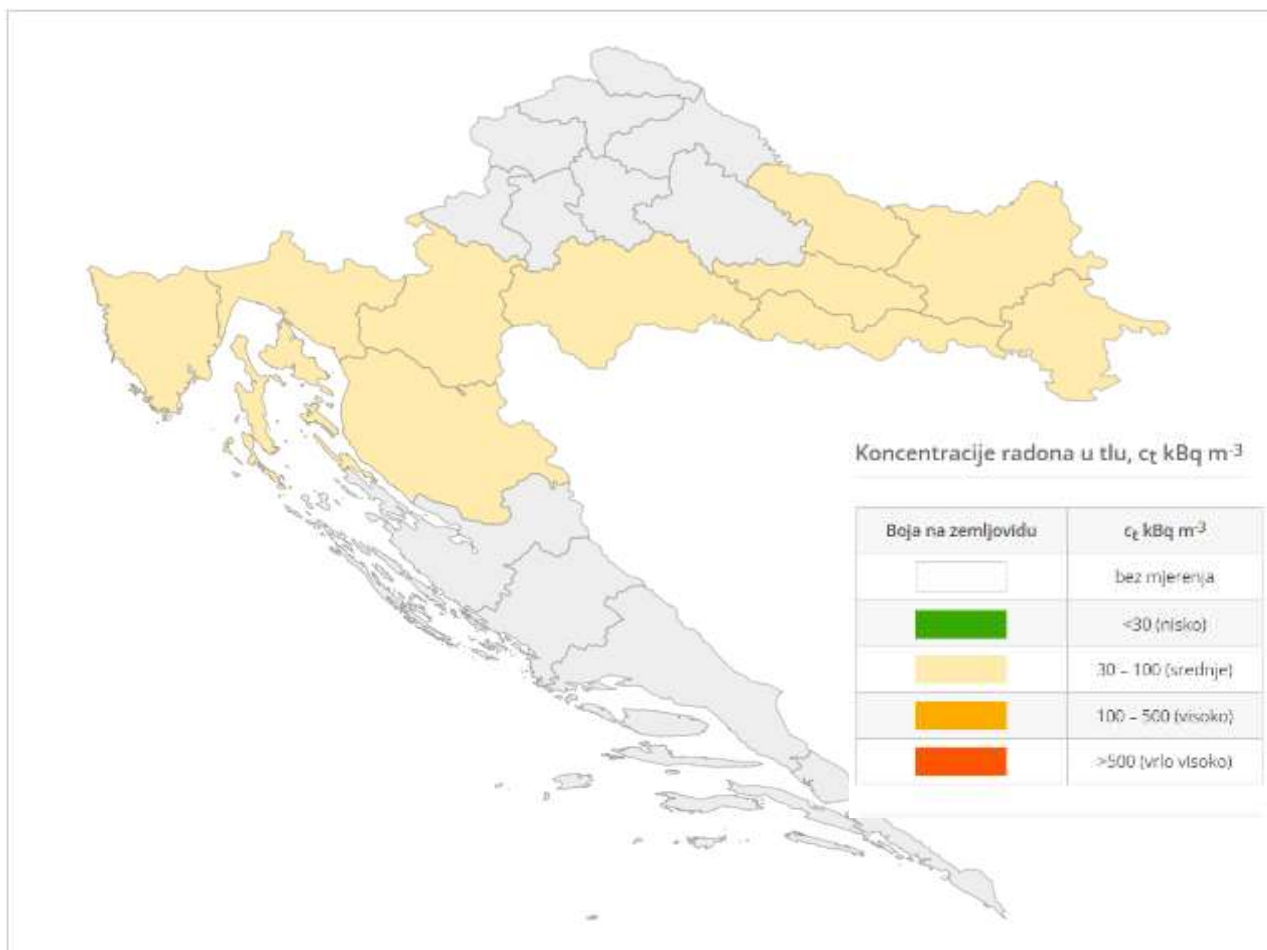 Koncentracije radona u tlu, ct kBq m-3
Boja na zemljovidu ct kBq m-3
bez mjerenja
<30 (nisko)
30 – 100 (srednje)
100 – 500 (visoko)
>500 (vrlo visoko)